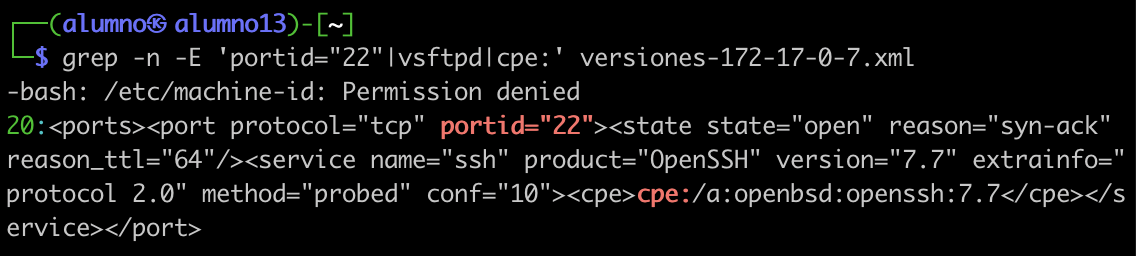 ┌──(alumno㉿ alumno13)-[~]
└─$ grep -n -E 'portid="22"|vsftpd|cpe:' versiones-172-17-0-7.xml
-bash: /etc/machine-id: Permission denied
20:<ports><port protocol="tcp" portid="22"><state state="open" reason="syn-ack"
reason_ttl="64"/><service name="ssh" product="OpenSSH" version="7.7" extrainfo="
protocol 2.0" method="probed" conf="10"><cpe>cpe:/a:openbsd:openssh:7.7</cpe></s
ervice></port>